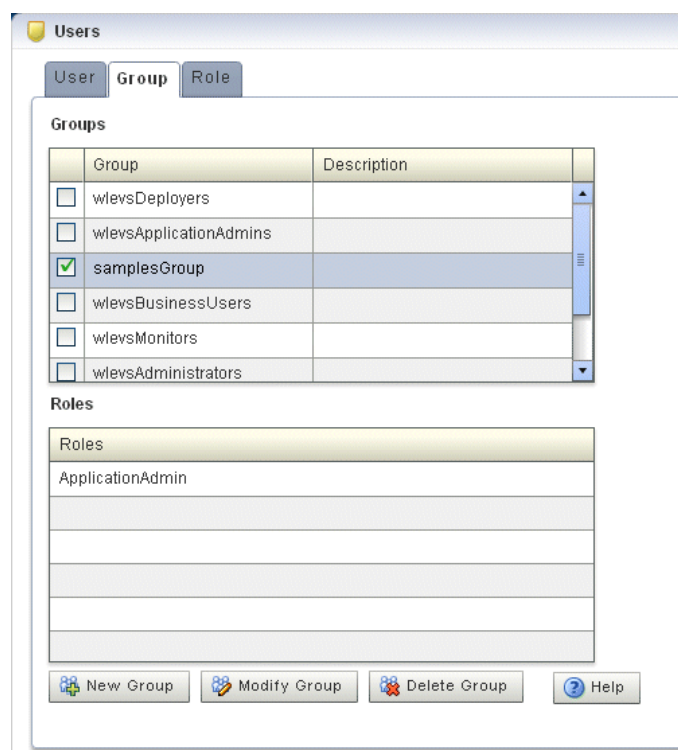 Users
User Group Role
Groups
Group Description
wlevsDeployers
wlevsApplicationAdmins
samplesGroup
wlevsBusinessUsers
wlevsMonitors
wlevsAdministrators
Roles
Roles
ApplicationAdmin
New Group Modify Group Delete Group Help